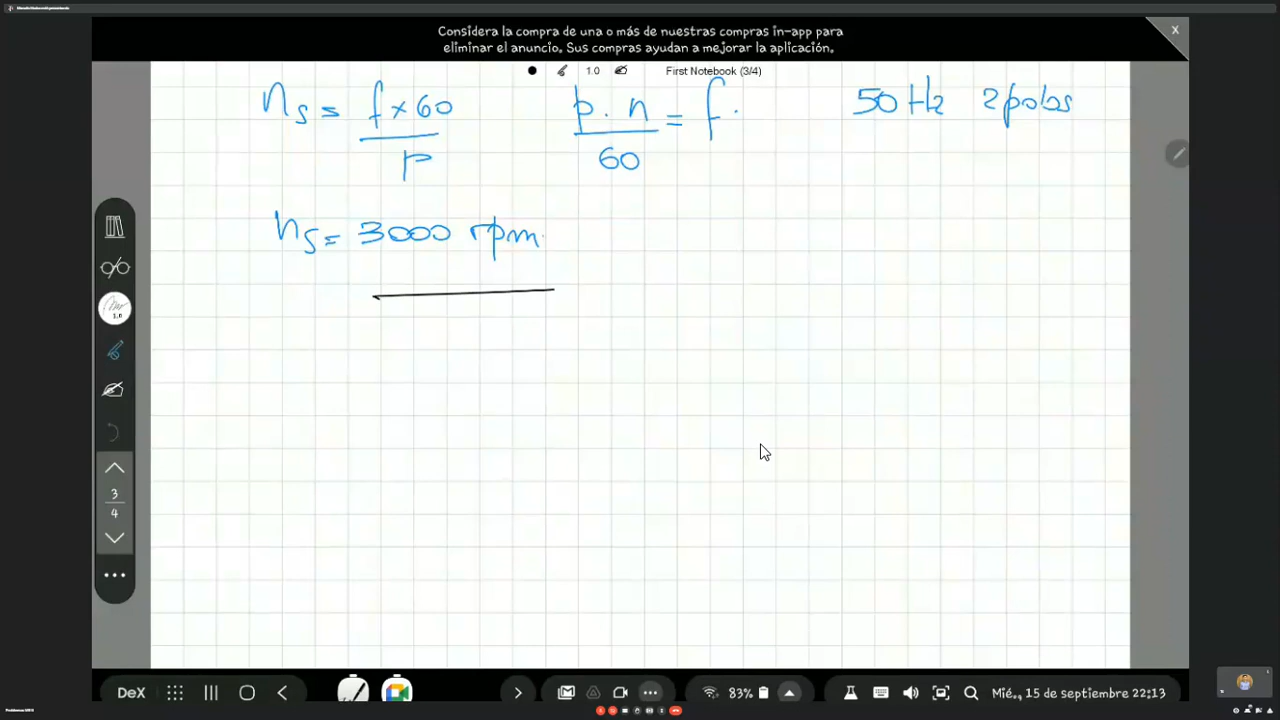 Considera la compra de una o más de nuestras compras in-app para
eliminar el anuncio. Sus compras ayudan a mejorar la aplicación.
X
1.0 First Notebook (3/4)
ns = f x 60 / p
p . n / 60 = f.
50 Hz 2 polos
ns = 3000 rpm.
1.0
3
4
DeX 83% Mié., 15 de septiembre 22:13